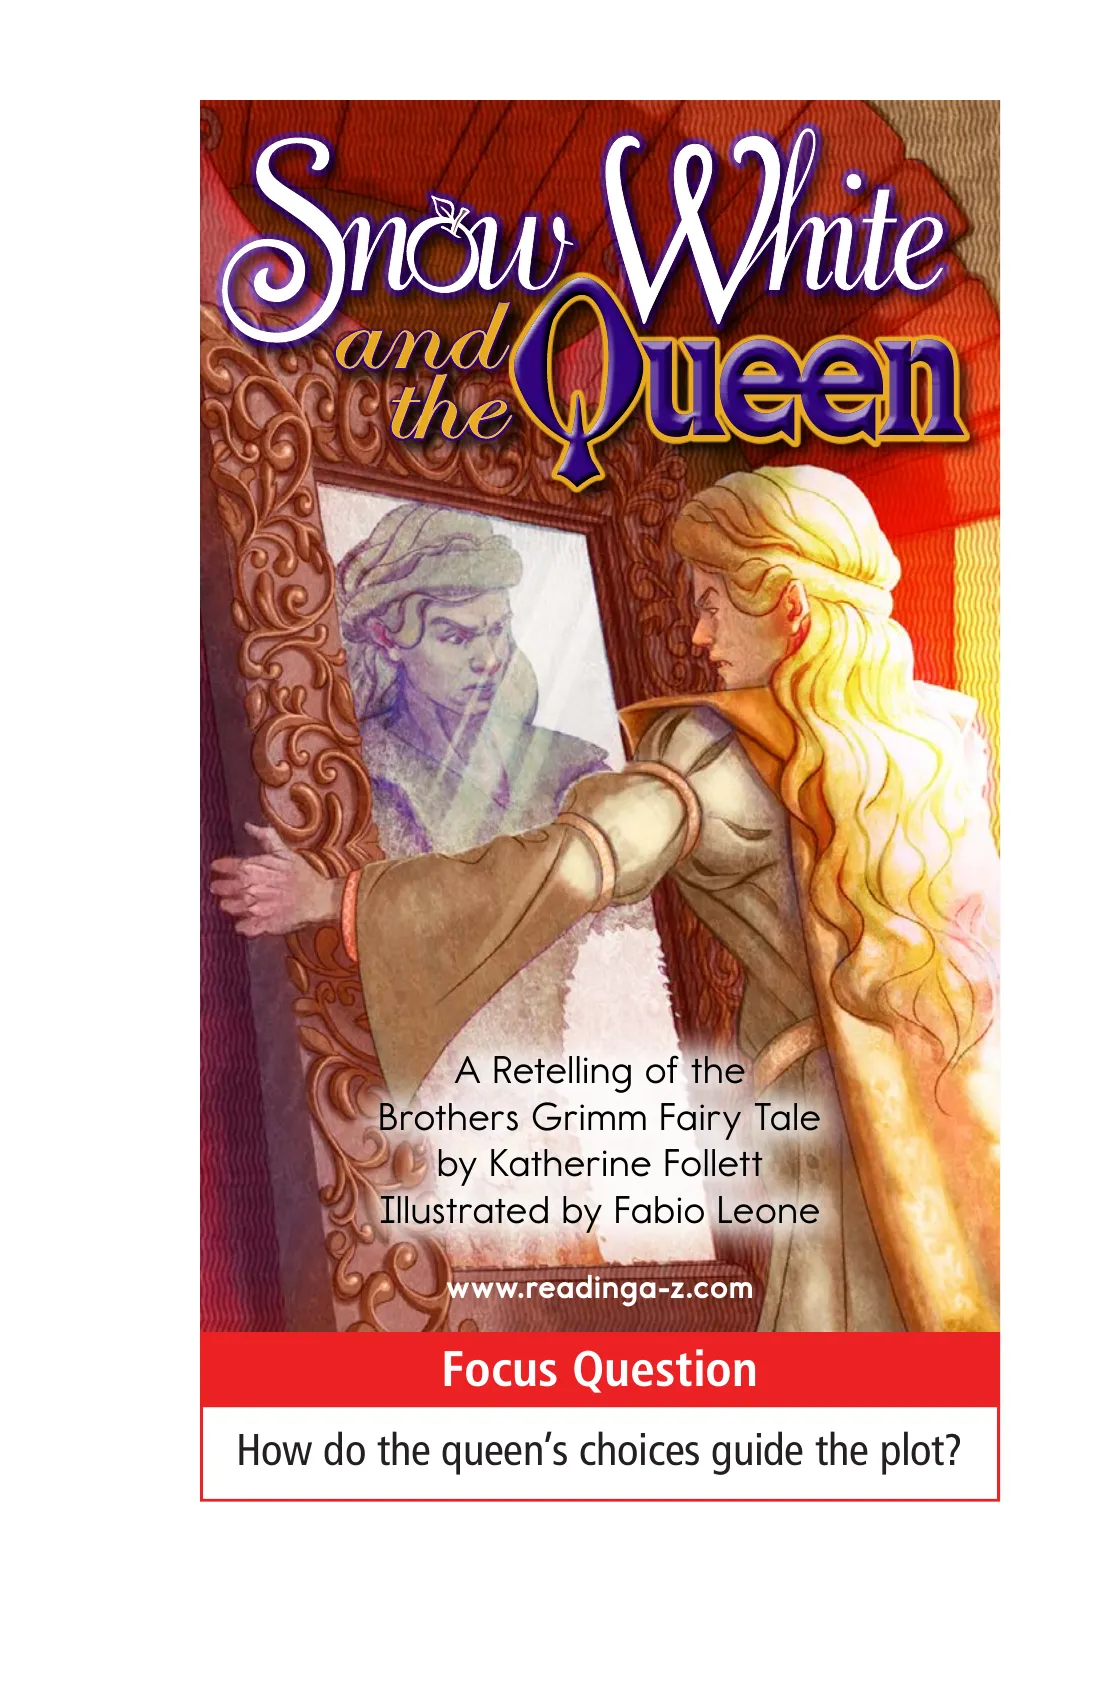 Snow White
and the Queen
A Retelling of the
Brothers Grimm Fairy Tale
by Katherine Follett
Illustrated by Fabio Leone
www.readinga-z.com
Focus Question
How do the queen’s choices guide the plot?